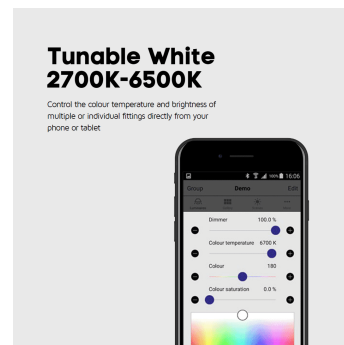 Tunable White
2700K-6500K
Control the colour temperature and brightness of
multiple or individual fittings directly from your
phone or tablet
100% 16:06
Group Demo Edit
Dimmer 100.0 %
Colour temperature 6700 K
Colour 180
Colour saturation 0.0 %